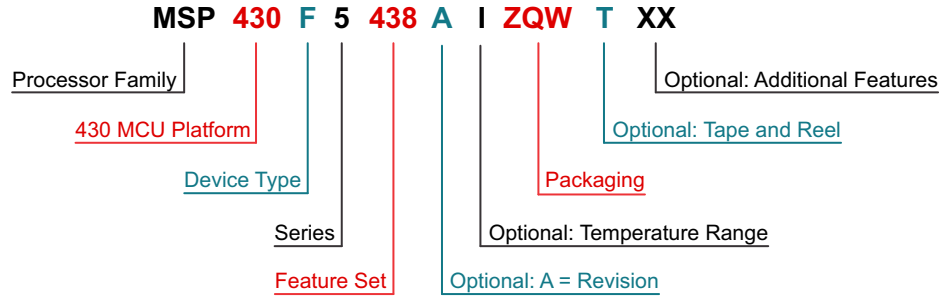 MSP 430 F 5 438 A I ZQW T XX
Processor Family
Optional: Additional Features
430 MCU Platform
Optional: Tape and Reel
Device Type
Packaging
Series
Optional: Temperature Range
Feature Set
Optional: A = Revision